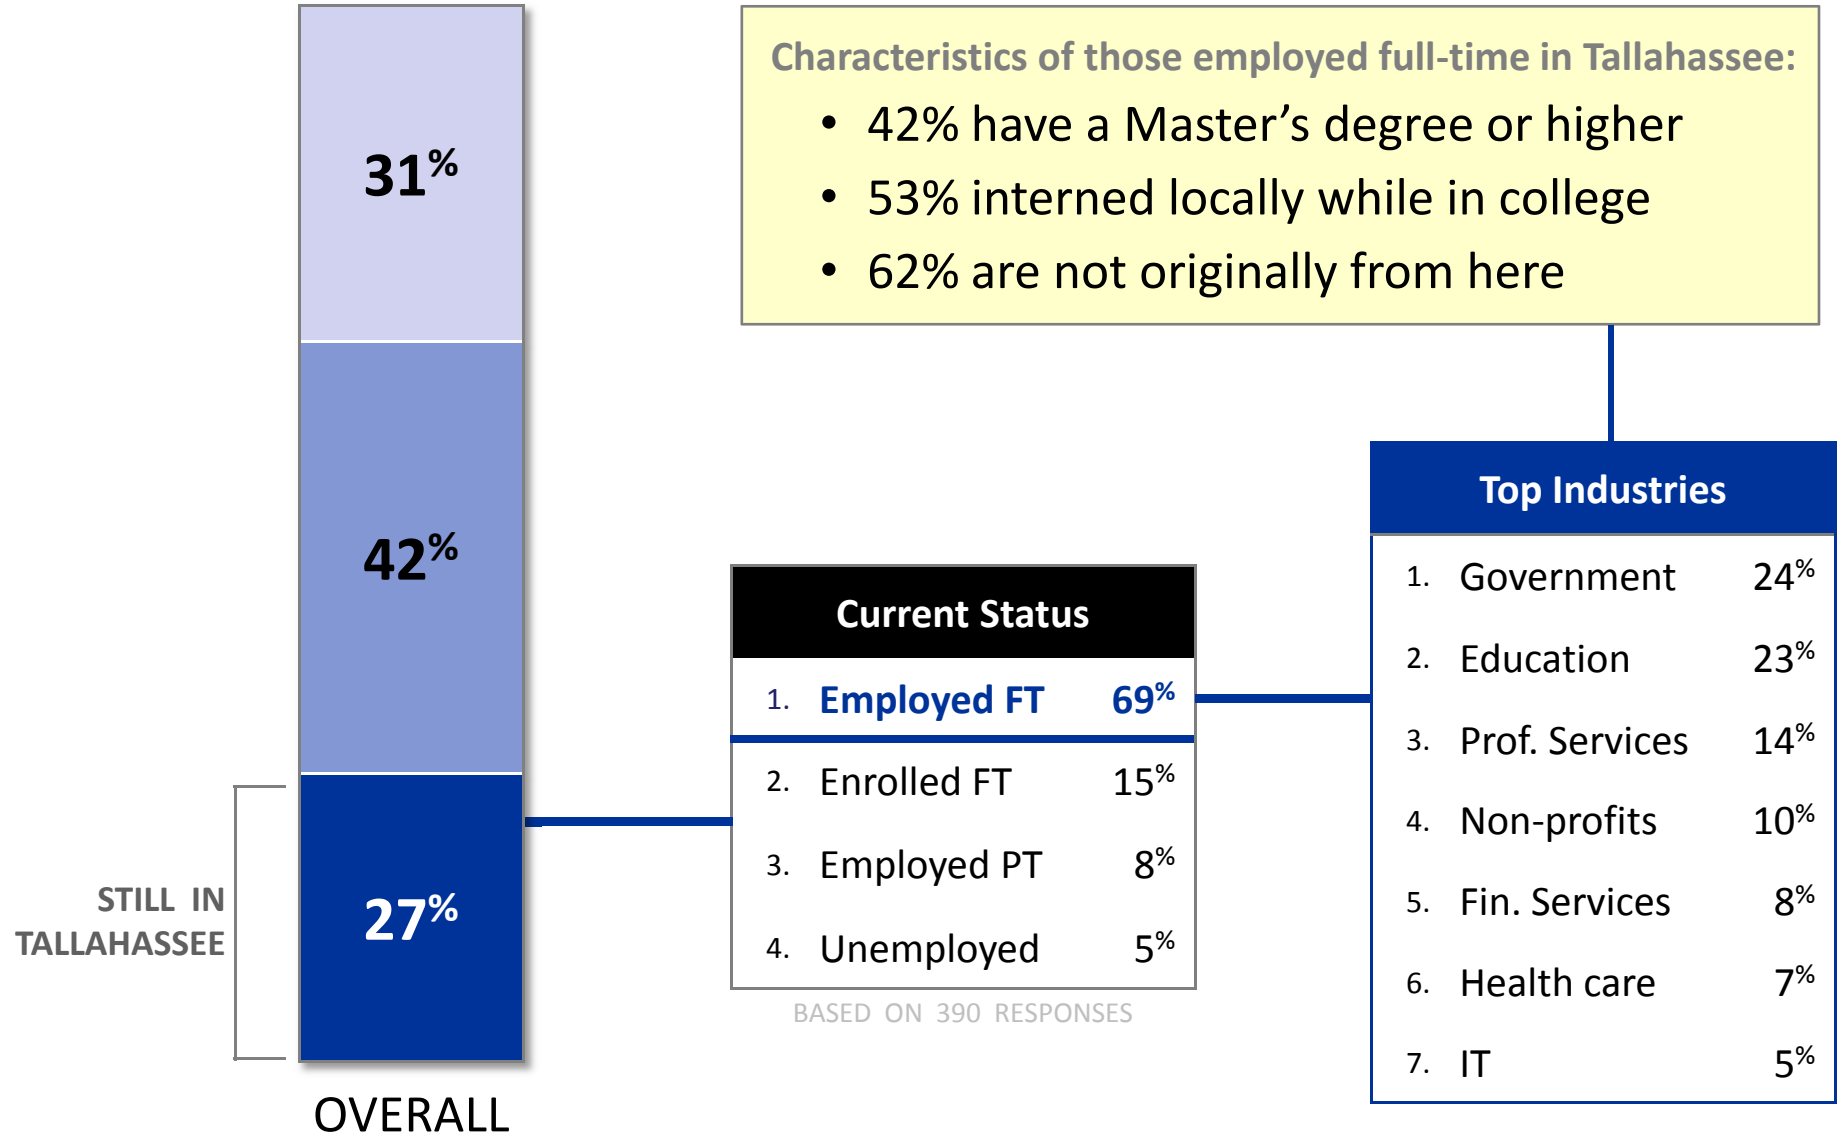 31%
42%
27%
STILL IN
TALLAHASSEE
OVERALL
Characteristics of those employed full-time in Tallahassee:
• 42% have a Master’s degree or higher
• 53% interned locally while in college
• 62% are not originally from here
Current Status
1. Employed FT 69%
2. Enrolled FT 15%
3. Employed PT 8%
4. Unemployed 5%
BASED ON 390 RESPONSES
Top Industries
1. Government 24%
2. Education 23%
3. Prof. Services 14%
4. Non-profits 10%
5. Fin. Services 8%
6. Health care 7%
7. IT 5%